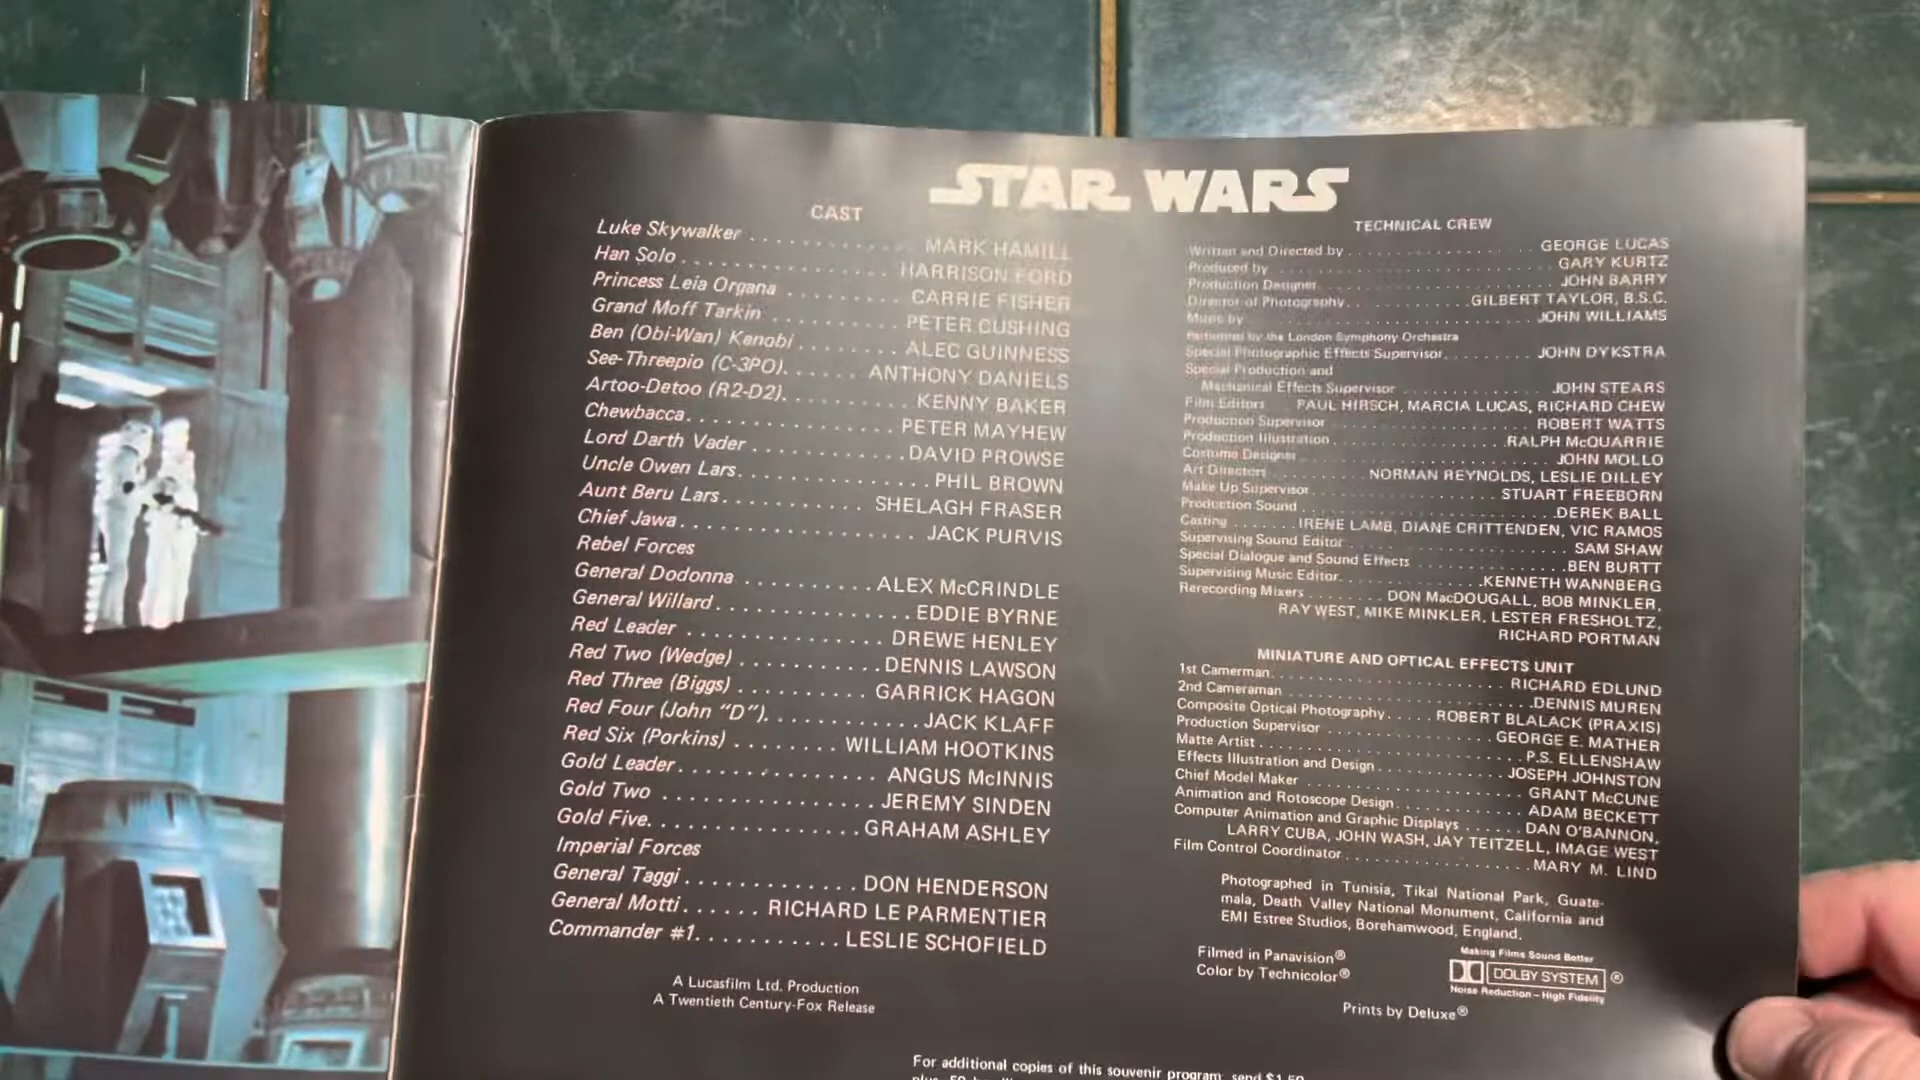 STAR WARS
CAST
Luke Skywalker . . . . . . . . . . . . MARK HAMILL
Han Solo . . . . . . . . . . . . . . . HARRISON FORD
Princess Leia Organa . . . . . . . . . CARRIE FISHER
Grand Moff Tarkin . . . . . . . . . . PETER CUSHING
Ben (Obi-Wan) Kenobi . . . . . . . . ALEC GUINNESS
See-Threepio (C-3PO). . . . . . ANTHONY DANIELS
Artoo-Detoo (R2-D2). . . . . . . . . . KENNY BAKER
Chewbacca. . . . . . . . . . . . . . . PETER MAYHEW
Lord Darth Vader . . . . . . . . . . . DAVID PROWSE
Uncle Owen Lars. . . . . . . . . . . . . PHIL BROWN
Aunt Beru Lars. . . . . . . . . . SHELAGH FRASER
Chief Jawa. . . . . . . . . . . . . . . . JACK PURVIS
Rebel Forces
General Dodonna . . . . . . . . . . ALEX McCRINDLE
General Willard. . . . . . . . . . . . . EDDIE BYRNE
Red Leader . . . . . . . . . . . . . . DREWE HENLEY
Red Two (Wedge) . . . . . . . . . . . DENNIS LAWSON
Red Three (Biggs) . . . . . . . . . . GARRICK HAGON
Red Four (John “D”). . . . . . . . . . . . JACK KLAFF
Red Six (Porkins) . . . . . . . . WILLIAM HOOTKINS
Gold Leader. . . . . . . . . . . . . . . ANGUS McINNIS
Gold Two . . . . . . . . . . . . . . . . JEREMY SINDEN
Gold Five. . . . . . . . . . . . . . . . GRAHAM ASHLEY
Imperial Forces
General Taggi . . . . . . . . . . . . . DON HENDERSON
General Motti . . . . . . RICHARD LE PARMENTIER
Commander #1. . . . . . . . . . . LESLIE SCHOFIELD
A Lucasfilm Ltd. Production
A Twentieth Century-Fox Release
TECHNICAL CREW
Written and Directed by . . . . . . . . . . . . . GEORGE LUCAS
Produced by . . . . . . . . . . . . . . . . . . . . GARY KURTZ
Production Designer . . . . . . . . . . . . . . . . JOHN BARRY
Director of Photography . . . . . . . . . GILBERT TAYLOR, B.S.C.
Music by . . . . . . . . . . . . . . . . . . . . JOHN WILLIAMS
Performed by the London Symphony Orchestra
Special Photographic Effects Supervisor. . . . . . . JOHN DYKSTRA
Special Production and
Mechanical Effects Supervisor . . . . . . . . . . . JOHN STEARS
Film Editors PAUL HIRSCH, MARCIA LUCAS, RICHARD CHEW
Production Supervisor . . . . . . . . . . . . . . ROBERT WATTS
Production Illustration . . . . . . . . . . . . RALPH McQUARRIE
Costume Designer . . . . . . . . . . . . . . . . . JOHN MOLLO
Art Directors . . . . . . . NORMAN REYNOLDS, LESLIE DILLEY
Make Up Supervisor . . . . . . . . . . . . . STUART FREEBORN
Production Sound . . . . . . . . . . . . . . . . . DEREK BALL
Casting . . . . . . IRENE LAMB, DIANE CRITTENDEN, VIC RAMOS
Supervising Sound Editor . . . . . . . . . . . . . . SAM SHAW
Special Dialogue and Sound Effects . . . . . . . . . BEN BURTT
Supervising Music Editor. . . . . . . . . . KENNETH WANNBERG
Rerecording Mixers . . . . . . DON MacDOUGALL, BOB MINKLER,
RAY WEST, MIKE MINKLER, LESTER FRESHOLTZ,
RICHARD PORTMAN
MINIATURE AND OPTICAL EFFECTS UNIT
1st Camerman. . . . . . . . . . . . . . . . . RICHARD EDLUND
2nd Cameraman . . . . . . . . . . . . . . . . . DENNIS MUREN
Composite Optical Photography . . . . . ROBERT BLALACK (PRAXIS)
Production Supervisor . . . . . . . . . . . . GEORGE E. MATHER
Matte Artist . . . . . . . . . . . . . . . . . P.S. ELLENSHAW
Effects Illustration and Design . . . . . . . . JOSEPH JOHNSTON
Chief Model Maker . . . . . . . . . . . . . . . GRANT McCUNE
Animation and Rotoscope Design . . . . . . . . . ADAM BECKETT
Computer Animation and Graphic Displays . . . . . . DAN O'BANNON,
LARRY CUBA, JOHN WASH, JAY TEITZELL, IMAGE WEST
Film Control Coordinator . . . . . . . . . . . . . MARY M. LIND
Photographed in Tunisia, Tikal National Park, Guate-
mala, Death Valley National Monument, California and
EMI Estree Studios, Borehamwood, England.
Filmed in Panavision®
Color by Technicolor®
Making Films Sound Better
DOLBY SYSTEM ®
Noise Reduction – High Fidelity
Prints by Deluxe®
For additional copies of this souvenir program, send $1.50